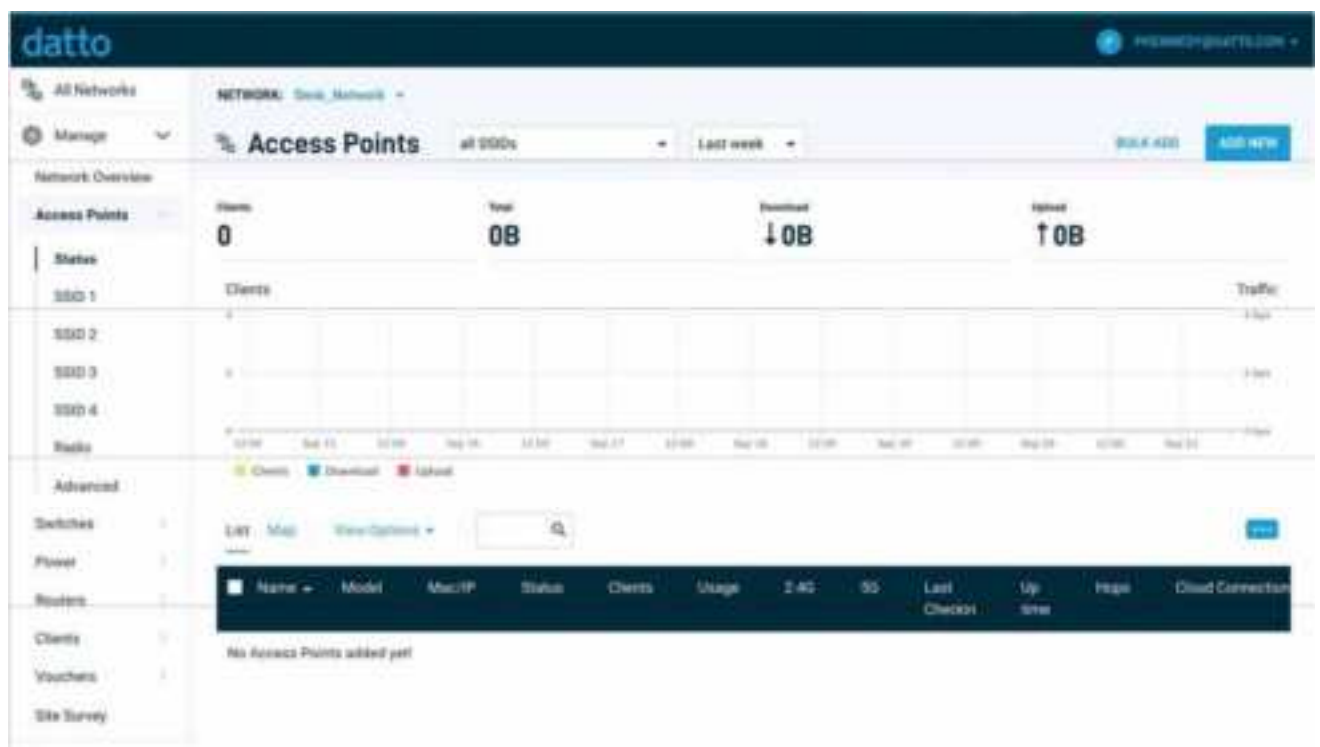 datto
All Networks
NETWORK:
Manage
Access Points
all SSIDs
Last week
BULK ADD
ADD NEW
Network Overview
Access Points
Clients
Total
Download
Upload
0
0B
↓0B
↑0B
Status
SSID 1
Clients
Traffic
SSID 2
SSID 3
SSID 4
Radio
Clients
Download
Upload
Advanced
Switches
List
Map
View Options
Power
Name
Model
Mac/IP
Status
Clients
Usage
2.4G
5G
Last Checkin
Up time
Hops
Cloud Connection
Routers
Clients
No Access Points added yet!
Vouchers
Site Survey